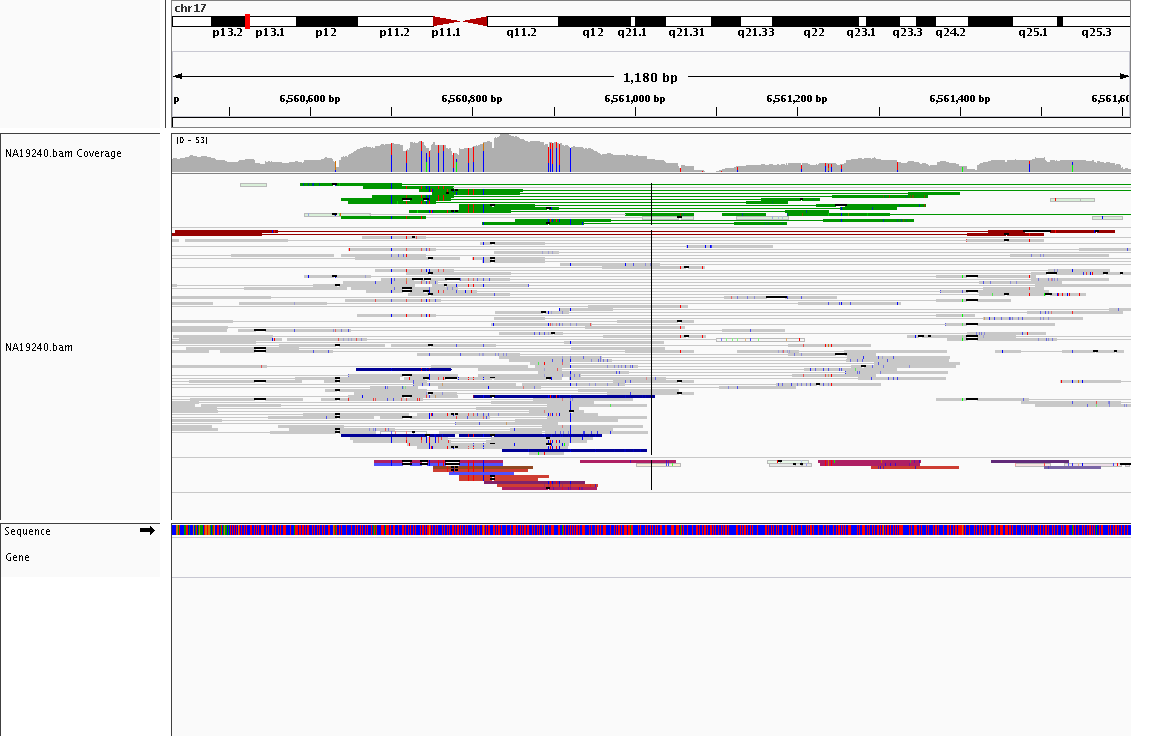 chr17
p13.2 p13.1 p12 p11.2 p11.1 q11.2 q12 q21.1 q21.31 q21.33 q22 q23.1 q23.3 q24.2 q25.1 q25.3
1,180 bp
p 6,560,600 bp 6,560,800 bp 6,561,000 bp 6,561,200 bp 6,561,400 bp 6,561,60
NA19240.bam Coverage
[0 - 53]
NA19240.bam
Sequence
Gene